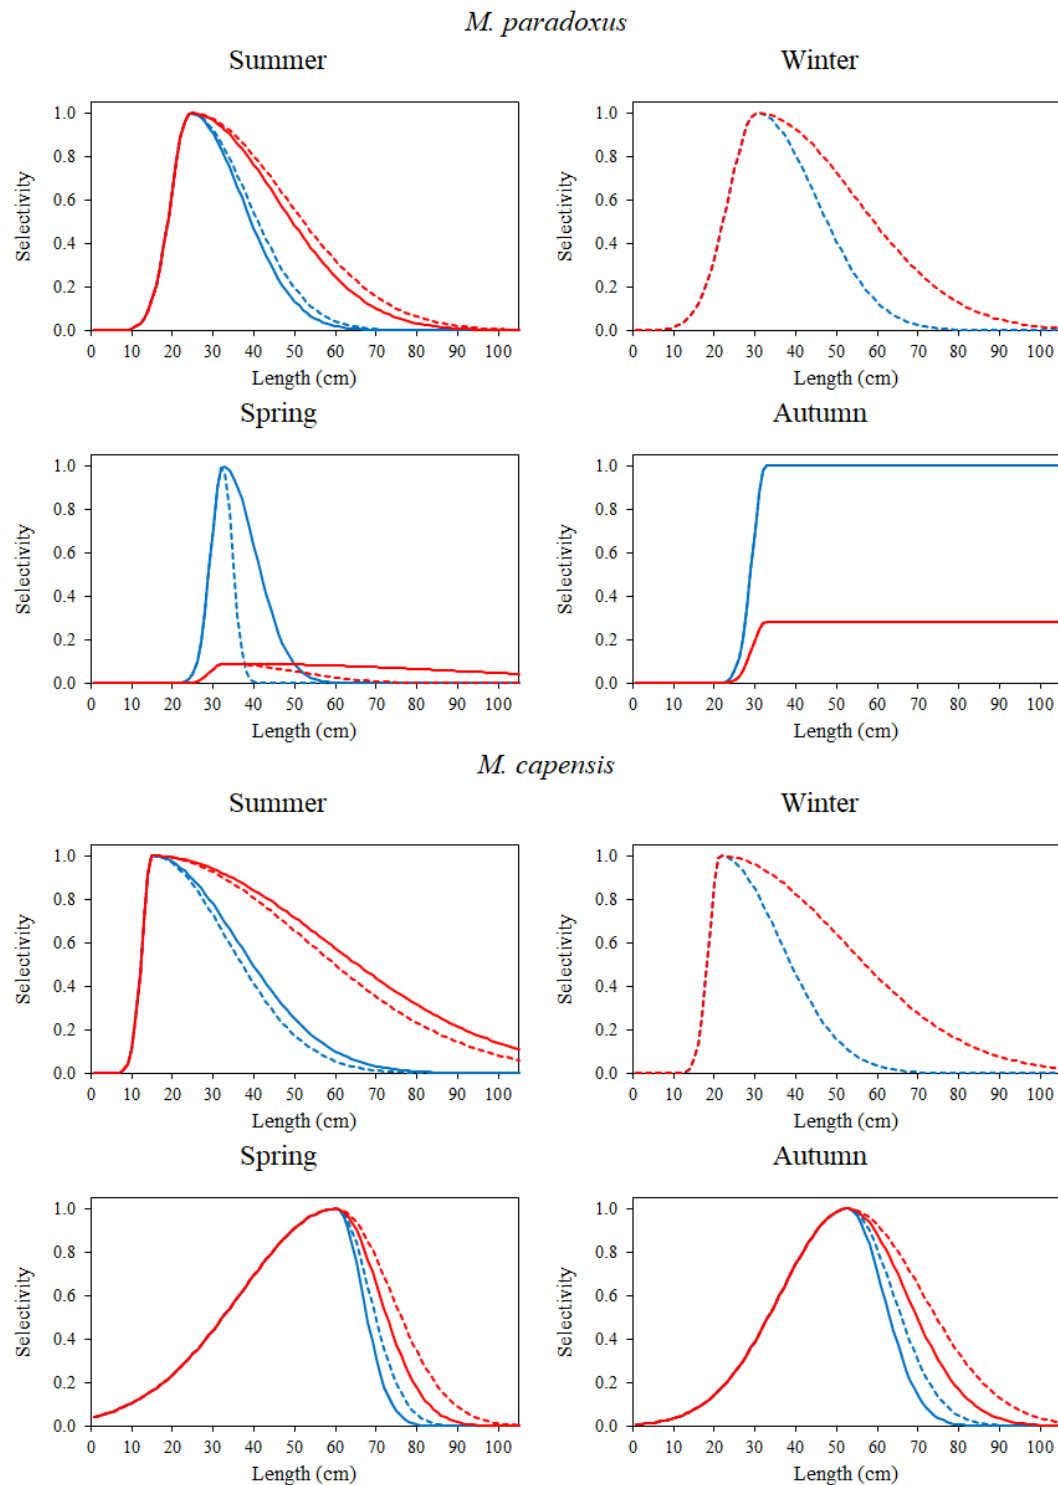 M. paradoxus
Summer Winter
1.0 1.0
0.8 0.8
0.6 0.6
0.4 0.4
0.2 0.2
0.0 0.0
Selectivity Selectivity
0 10 20 30 40 50 60 70 80 90 100 0 10 20 30 40 50 60 70 80 90 100
Length (cm) Length (cm)
Spring Autumn
1.0 1.0
0.8 0.8
0.6 0.6
0.4 0.4
0.2 0.2
0.0 0.0
Selectivity Selectivity
0 10 20 30 40 50 60 70 80 90 100 0 10 20 30 40 50 60 70 80 90 100
Length (cm) Length (cm)
M. capensis
Summer Winter
1.0 1.0
0.8 0.8
0.6 0.6
0.4 0.4
0.2 0.2
0.0 0.0
Selectivity Selectivity
0 10 20 30 40 50 60 70 80 90 100 0 10 20 30 40 50 60 70 80 90 100
Length (cm) Length (cm)
Spring Autumn
1.0 1.0
0.8 0.8
0.6 0.6
0.4 0.4
0.2 0.2
0.0 0.0
Selectivity Selectivity
0 10 20 30 40 50 60 70 80 90 100 0 10 20 30 40 50 60 70 80 90 100
Length (cm) Length (cm)